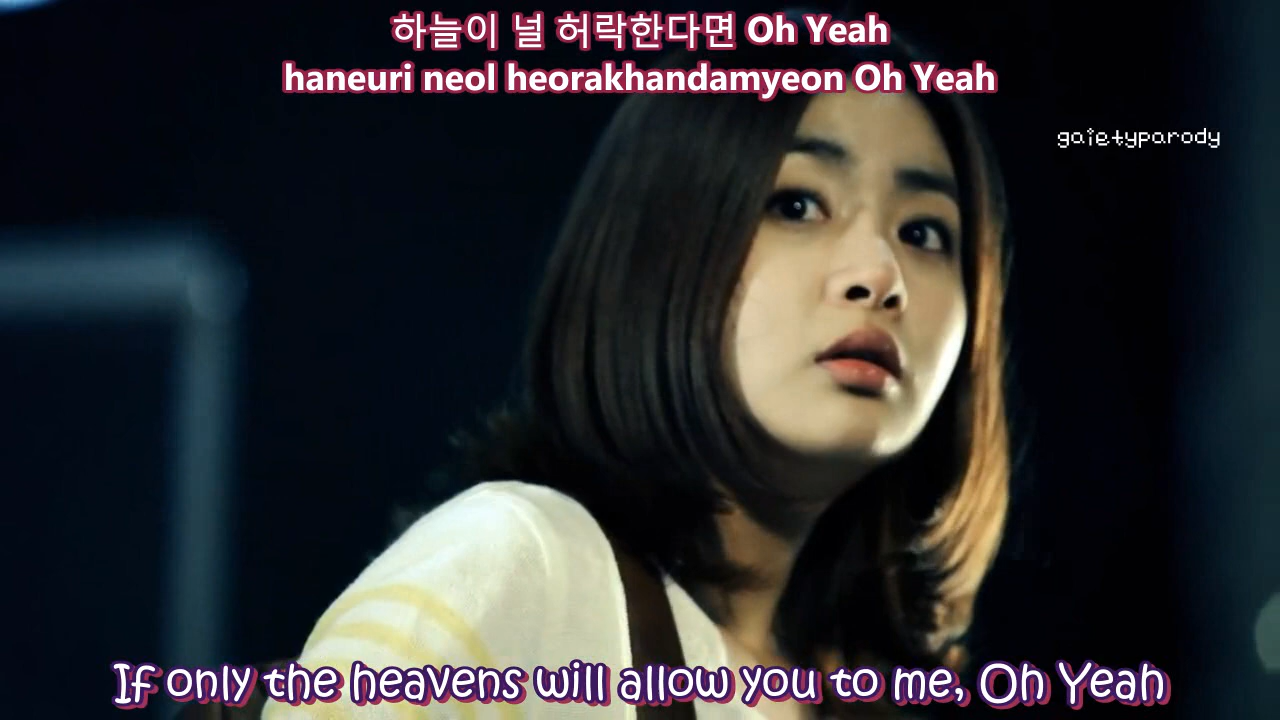 하늘이 널 허락한다면 Oh Yeah
haneuri neol heorakhandamyeon Oh Yeah
gaietyparody
If only the heavens will allow you to me, Oh Yeah